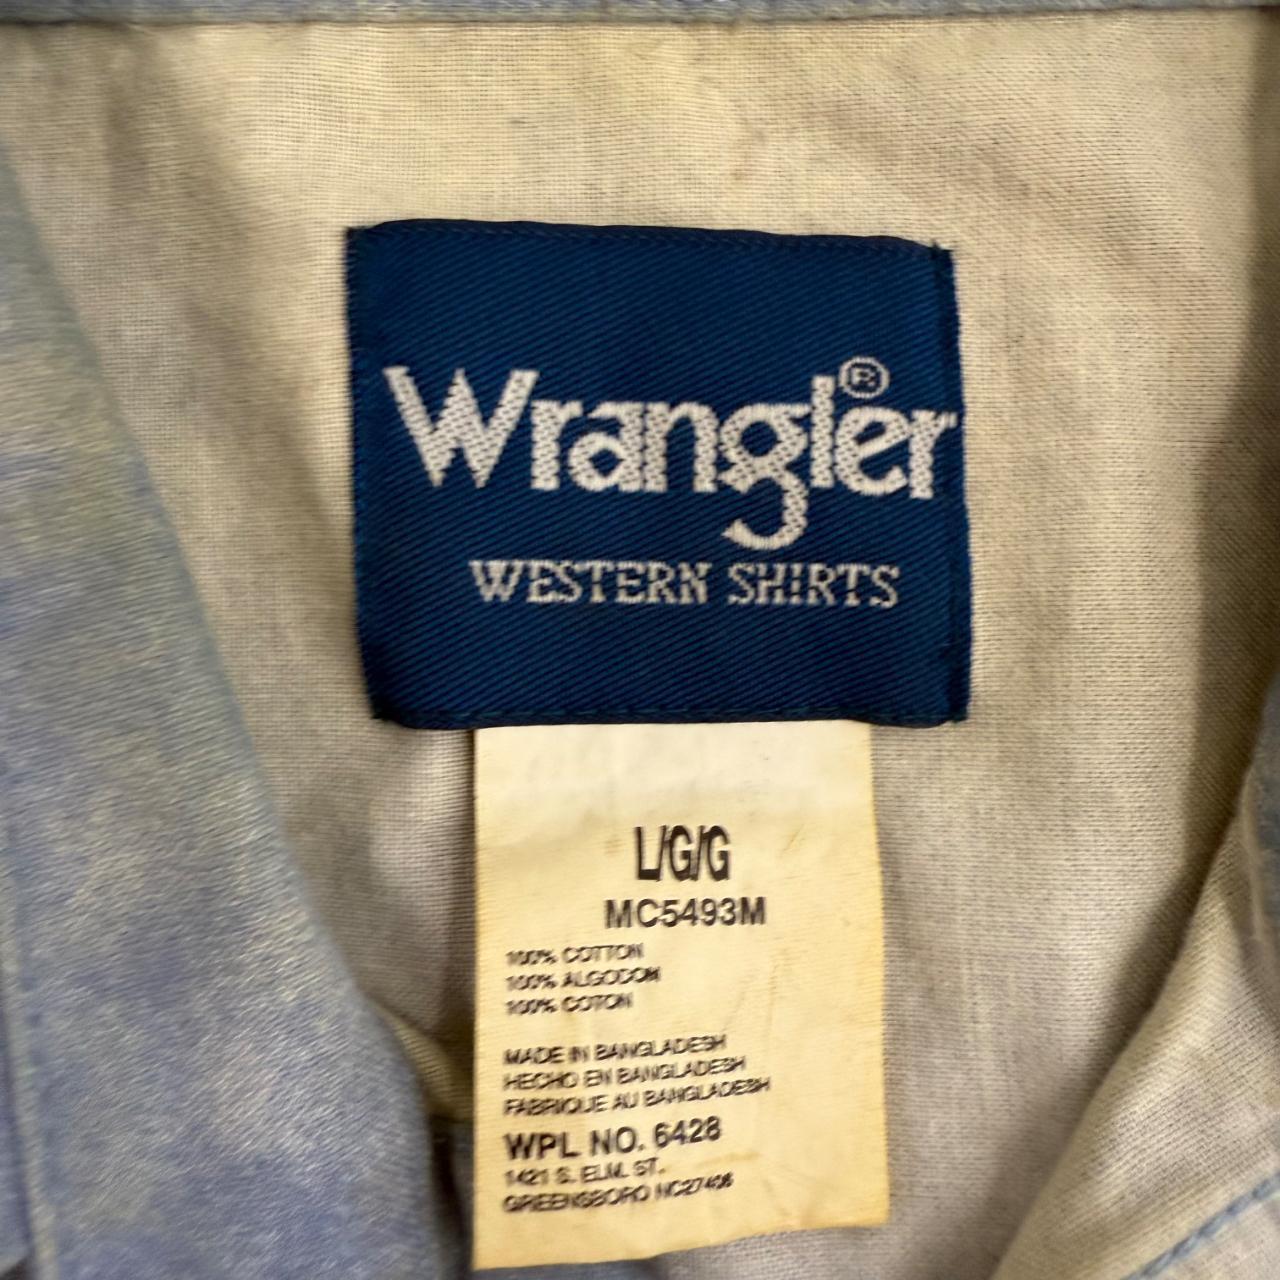 Wrangler®
WESTERN SHIRTS
L/G/G
MC5493M
100% COTTON
100% ALGODON
100% COTON
MADE IN BANGLADESH
HECHO EN BANGLADESH
FABRIQUE AU BANGLADESH
WPL NO. 6428
1421 S. ELM. ST.
GREENSBORO NC27406